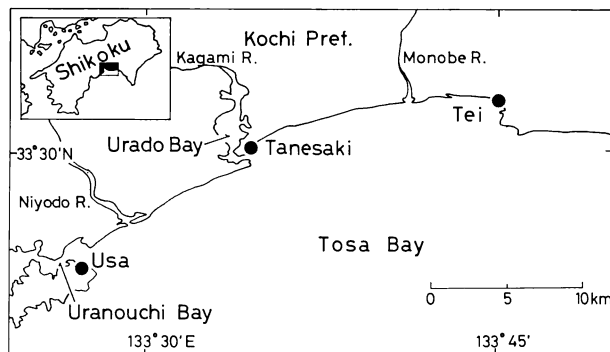 Shikoku
Kagami R.
Kochi Pref.
Monobe R.
Tei
Urado Bay
Tanesaki
33°30'N
Niyodo R.
Usa
Tosa Bay
Uranouchi Bay
0 5 10km
133°30'E
133°45'